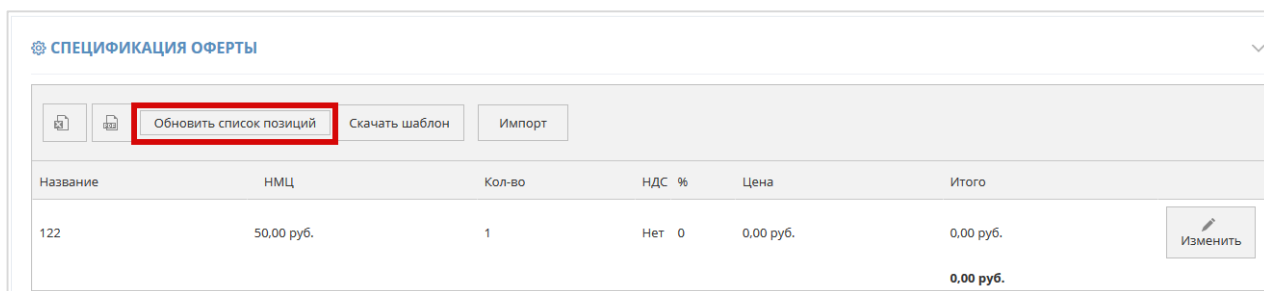 СПЕЦИФИКАЦИЯ ОФЕРТЫ
Обновить список позиций Скачать шаблон Импорт
Название НМЦ Кол-во НДС % Цена Итого
122 50,00 руб. 1 Нет 0 0,00 руб. 0,00 руб. Изменить
0,00 руб.